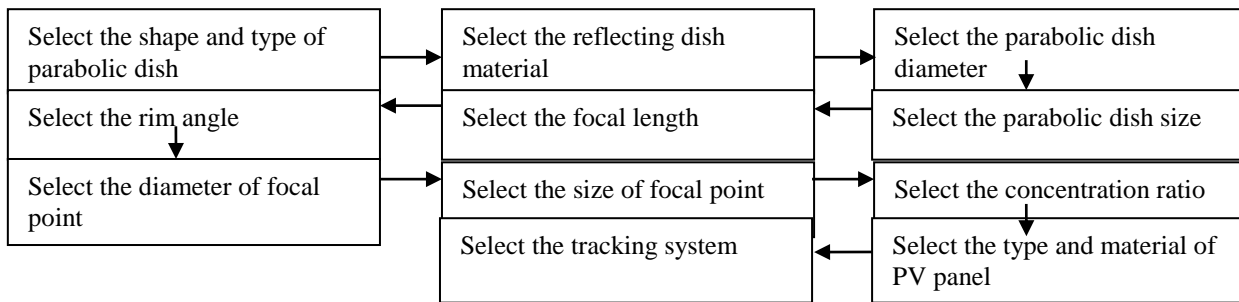 Select the shape and type of
parabolic dish
Select the reflecting dish
material
Select the parabolic dish
diameter
Select the rim angle
Select the focal length
Select the parabolic dish size
Select the diameter of focal
point
Select the size of focal point
Select the concentration ratio
Select the tracking system
Select the type and material of
PV panel